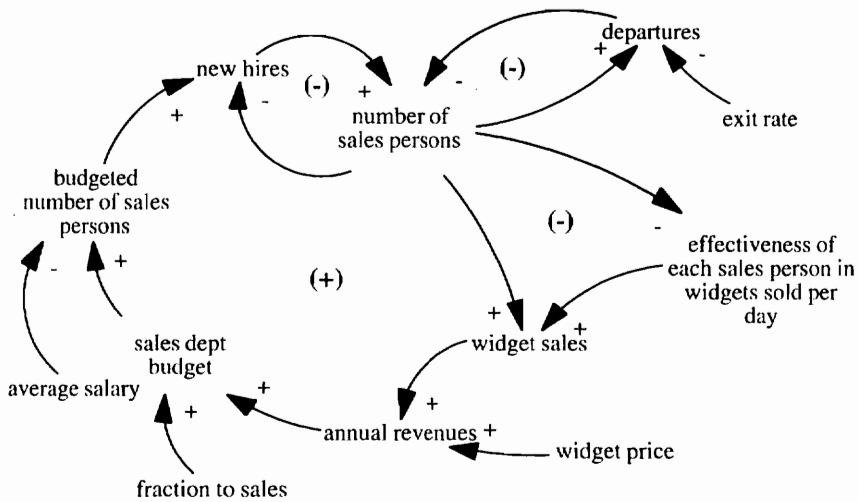 departures
+
-
new hires
(-)
(-)
-
+
-
number of
sales persons
+
exit rate
budgeted
number of sales
persons
(-)
-
effectiveness of
each sales person in
widgets sold per
day
-
+
(+)
+
+
widget sales
sales dept
budget
average salary
+
+
+
annual revenues
+
widget price
fraction to sales